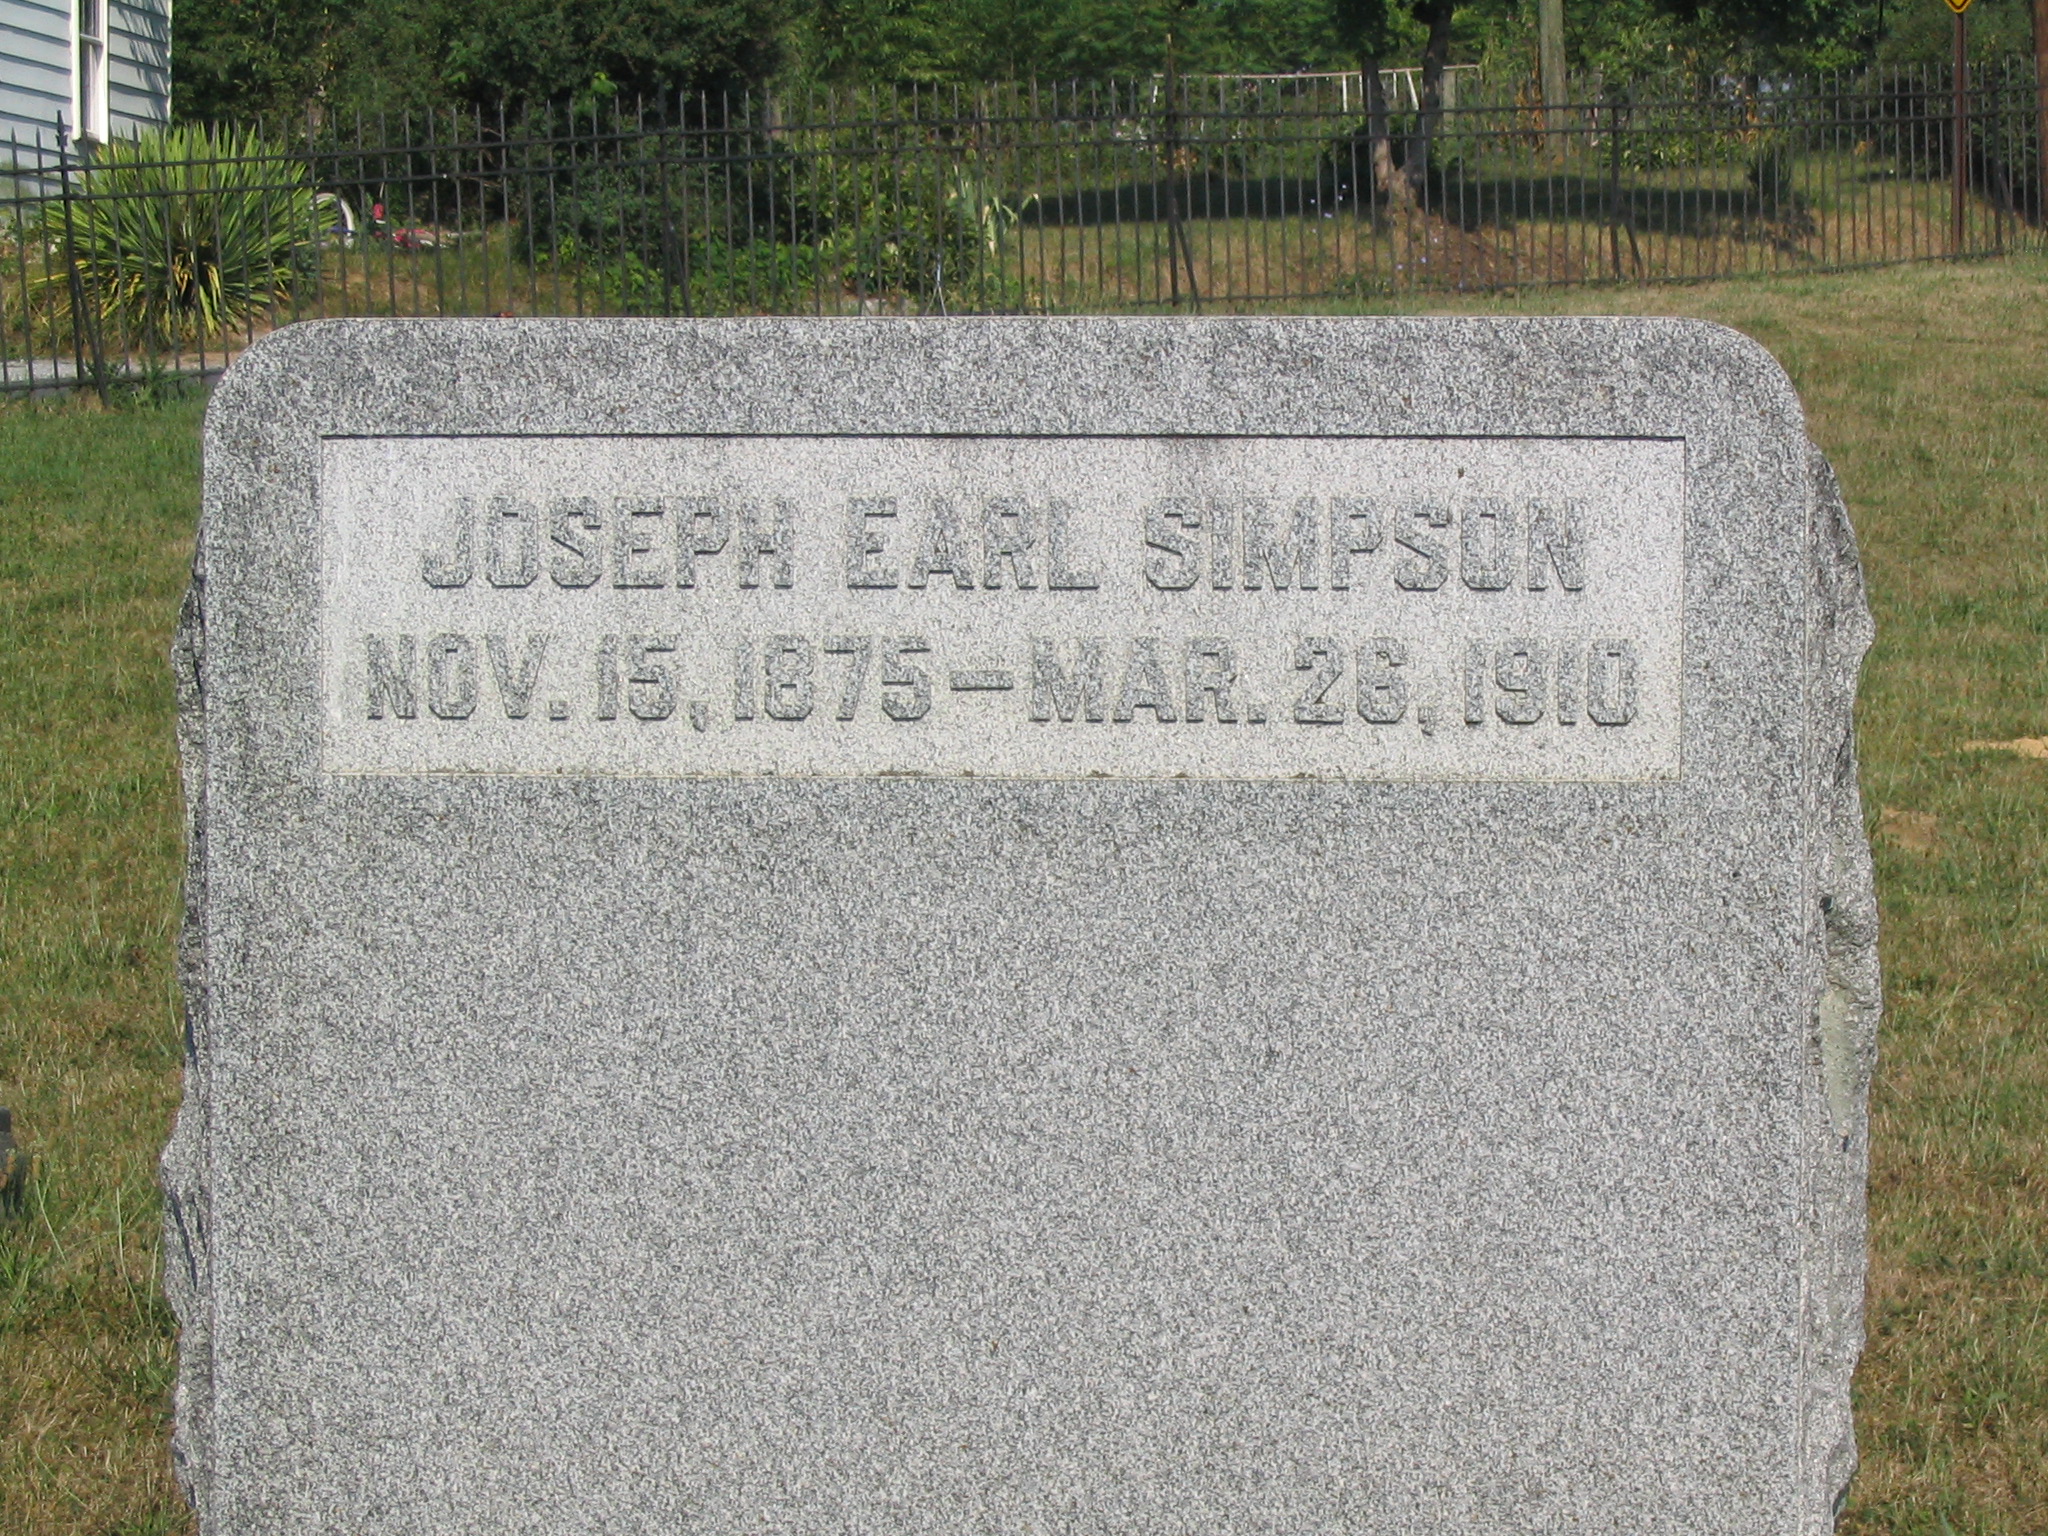 JOSEPH EARL SIMPSON
NOV. 15, 1875 — MAR. 26, 1910